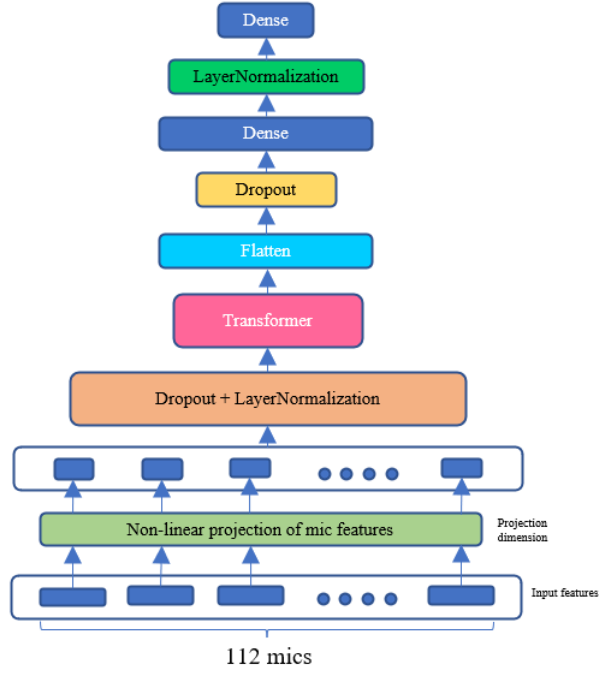 Dense
LayerNormalization
Dense
Dropout
Flatten
Transformer
Dropout + LayerNormalization
Non-linear projection of mic features
Projection
dimension
Input features
112 mics